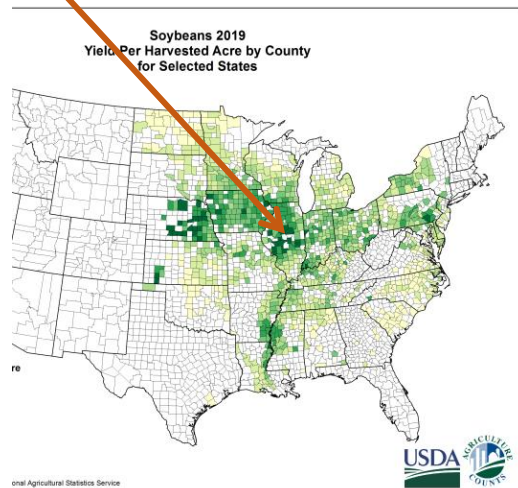 Soybeans 2019
Yield Per Harvested Acre by County
for Selected States
re
USDA
AGRICULTURE
COUNTS
onal Agricultural Statistics Service